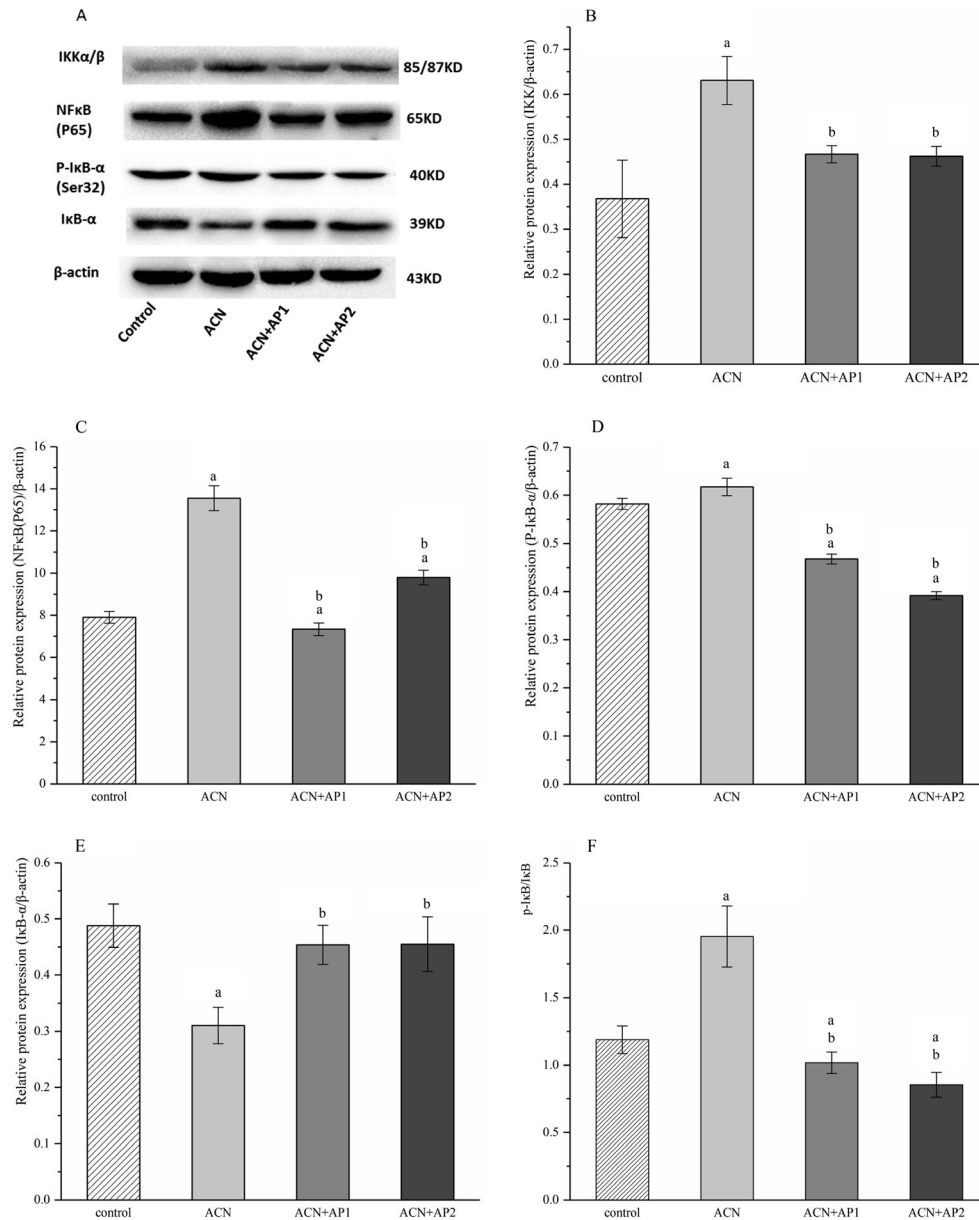 A
IKKα/β
85/87KD
NFκB
(P65)
65KD
P-IκB-α
(Ser32)
40KD
IκB-α
39KD
β-actin
43KD
Control
ACN
ACN+AP1
ACN+AP2
B
Relative protein expression (IKK/β-actin)
0.7
0.6
0.5
0.4
0.3
0.2
0.1
0.0
a
b
b
control
ACN
ACN+AP1
ACN+AP2
C
Relative protein expression (NFκB(P65)/β-actin)
16
14
12
10
8
6
4
2
0
a
b
a
b
a
control
ACN
ACN+AP1
ACN+AP2
D
Relative protein expression (P-IκB-α/β-actin)
0.7
0.6
0.5
0.4
0.3
0.2
0.1
0.0
a
b
a
b
a
control
ACN
ACN+AP1
ACN+AP2
E
Relative protein expression (IκB-α/β-actin)
0.6
0.5
0.4
0.3
0.2
0.1
0.0
a
b
b
control
ACN
ACN+AP1
ACN+AP2
F
p-IκB/IκB
2.5
2.0
1.5
1.0
0.5
0.0
a
a
b
a
b
control
ACN
ACN+AP1
ACN+AP2